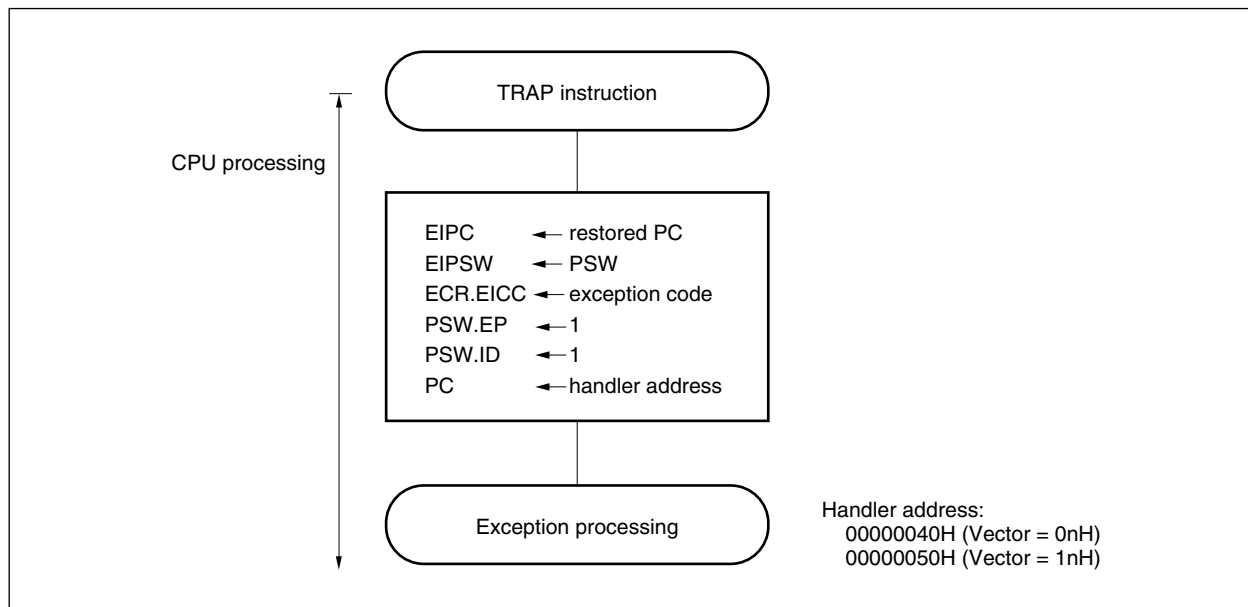 TRAP instruction
CPU processing
EIPC restored PC
EIPSW PSW
ECR.EICC exception code
PSW.EP 1
PSW.ID 1
PC handler address
Exception processing
Handler address:
00000040H (Vector = 0nH)
00000050H (Vector = 1nH)